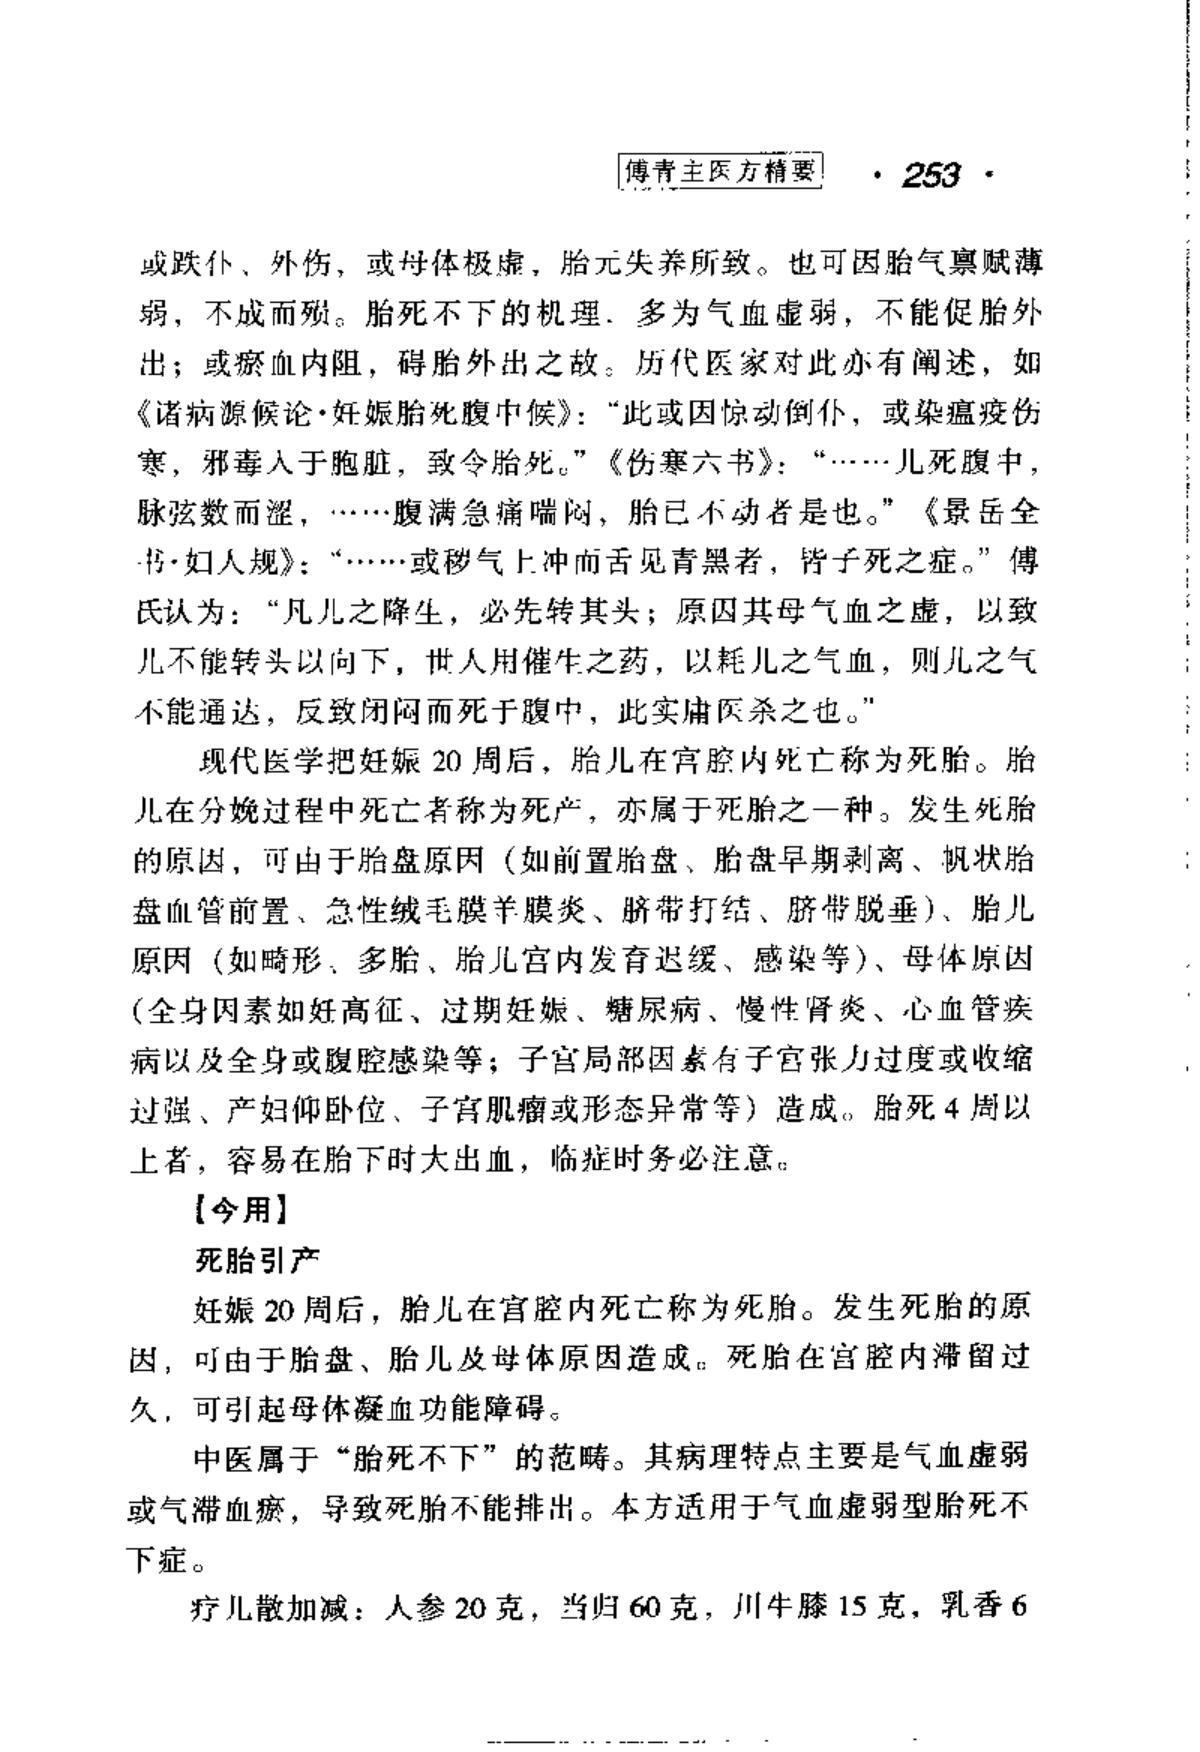 傅青主医方精要 · 253 ·
或跌仆、外伤，或母体极虚，胎元失养所致。也可因胎气禀赋薄
弱，不成而殒。胎死不下的机理．多为气血虚弱，不能促胎外
出；或瘀血内阻，碍胎外出之故。历代医家对此亦有阐述，如
《诸病源候论·妊娠胎死腹中候》：“此或因惊动倒仆，或染瘟疫伤
寒，邪毒入于胞脏，致令胎死。”《伤寒六书》：“……儿死腹中，
脉弦数而涩，……腹满急痛喘闷，胎已不动者是也。”《景岳全
书·妇人规》：“……或秽气上冲而舌见青黑者，皆子死之症。”傅
氏认为：“凡儿之降生，必先转其头；原因其母气血之虚，以致
儿不能转头以向下，世人用催生之药，以耗儿之气血，则儿之气
不能通达，反致闭闷而死于腹中，此实庸医杀之也。”
现代医学把妊娠 20 周后，胎儿在宫腔内死亡称为死胎。胎
儿在分娩过程中死亡者称为死产，亦属于死胎之一种。发生死胎
的原因，可由于胎盘原因（如前置胎盘、胎盘早期剥离、帆状胎
盘血管前置、急性绒毛膜羊膜炎、脐带打结、脐带脱垂）、胎儿
原因（如畸形、多胎、胎儿宫内发育迟缓、感染等）、母体原因
（全身因素如妊高征、过期妊娠、糖尿病、慢性肾炎、心血管疾
病以及全身或腹腔感染等；子宫局部因素有子宫张力过度或收缩
过强、产妇仰卧位、子宫肌瘤或形态异常等）造成。胎死 4 周以
上者，容易在胎下时大出血，临症时务必注意。
【今用】
死胎引产
妊娠 20 周后，胎儿在宫腔内死亡称为死胎。发生死胎的原
因，可由于胎盘、胎儿及母体原因造成。死胎在宫腔内滞留过
久，可引起母体凝血功能障碍。
中医属于“胎死不下”的范畴。其病理特点主要是气血虚弱
或气滞血瘀，导致死胎不能排出。本方适用于气血虚弱型胎死不
下症。
疗儿散加减：人参 20 克，当归 60 克，川牛膝 15 克，乳香 6